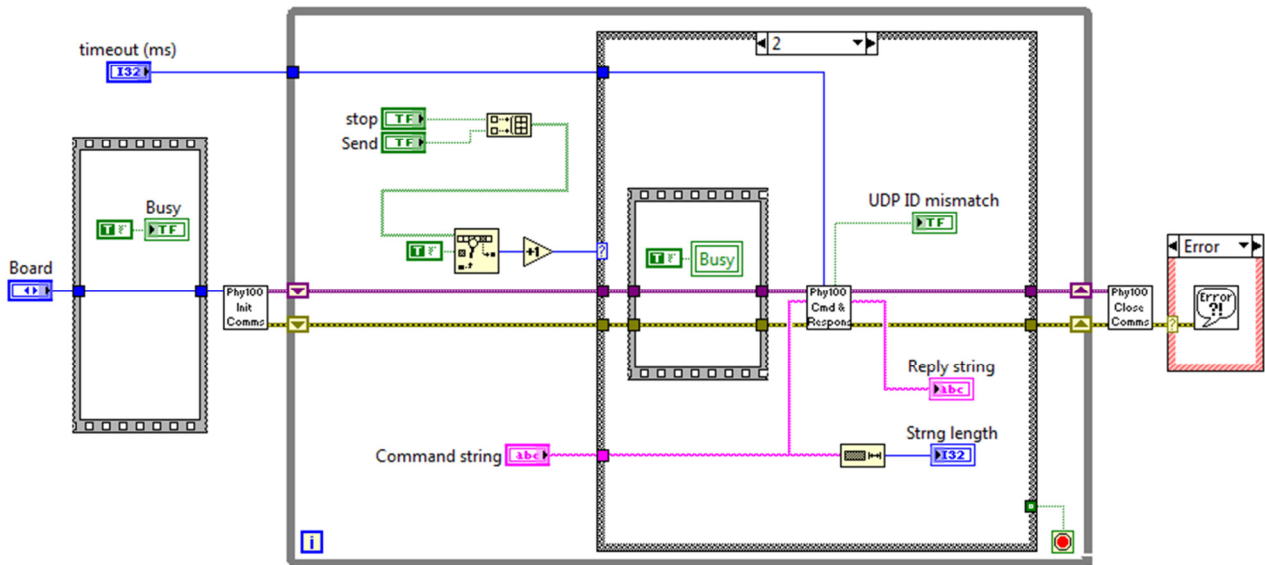 timeout (ms)
I32
2
stop
TF
Send
TF
Busy
T
TF
T
+1
?
UDP ID mismatch
TF
T
Busy
Error
Board
Phy100
Init
Comms
Phy100
Cmd &
Respons
Phy100
Close
Comms
?
Error
?!
Reply string
abc
Command string
abc
Strng length
I32
i